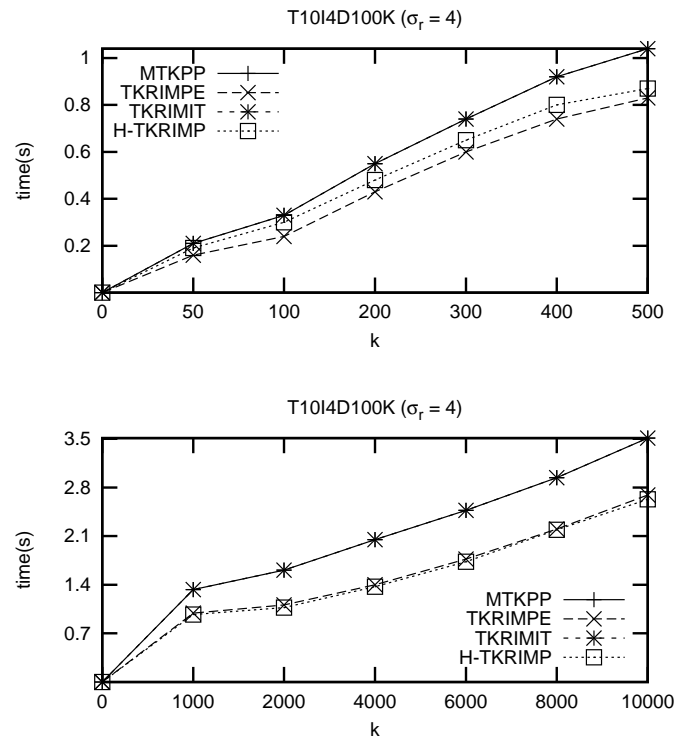 T10I4D100K (σr = 4)
1
0.8
0.6
0.4
0.2
time(s)
MTKPP
TKRIMPE
TKRIMIT
H-TKRIMP
0 50 100 200 300 400 500
k
T10I4D100K (σr = 4)
3.5
2.8
2.1
1.4
0.7
time(s)
MTKPP
TKRIMPE
TKRIMIT
H-TKRIMP
0 1000 2000 4000 6000 8000 10000
k